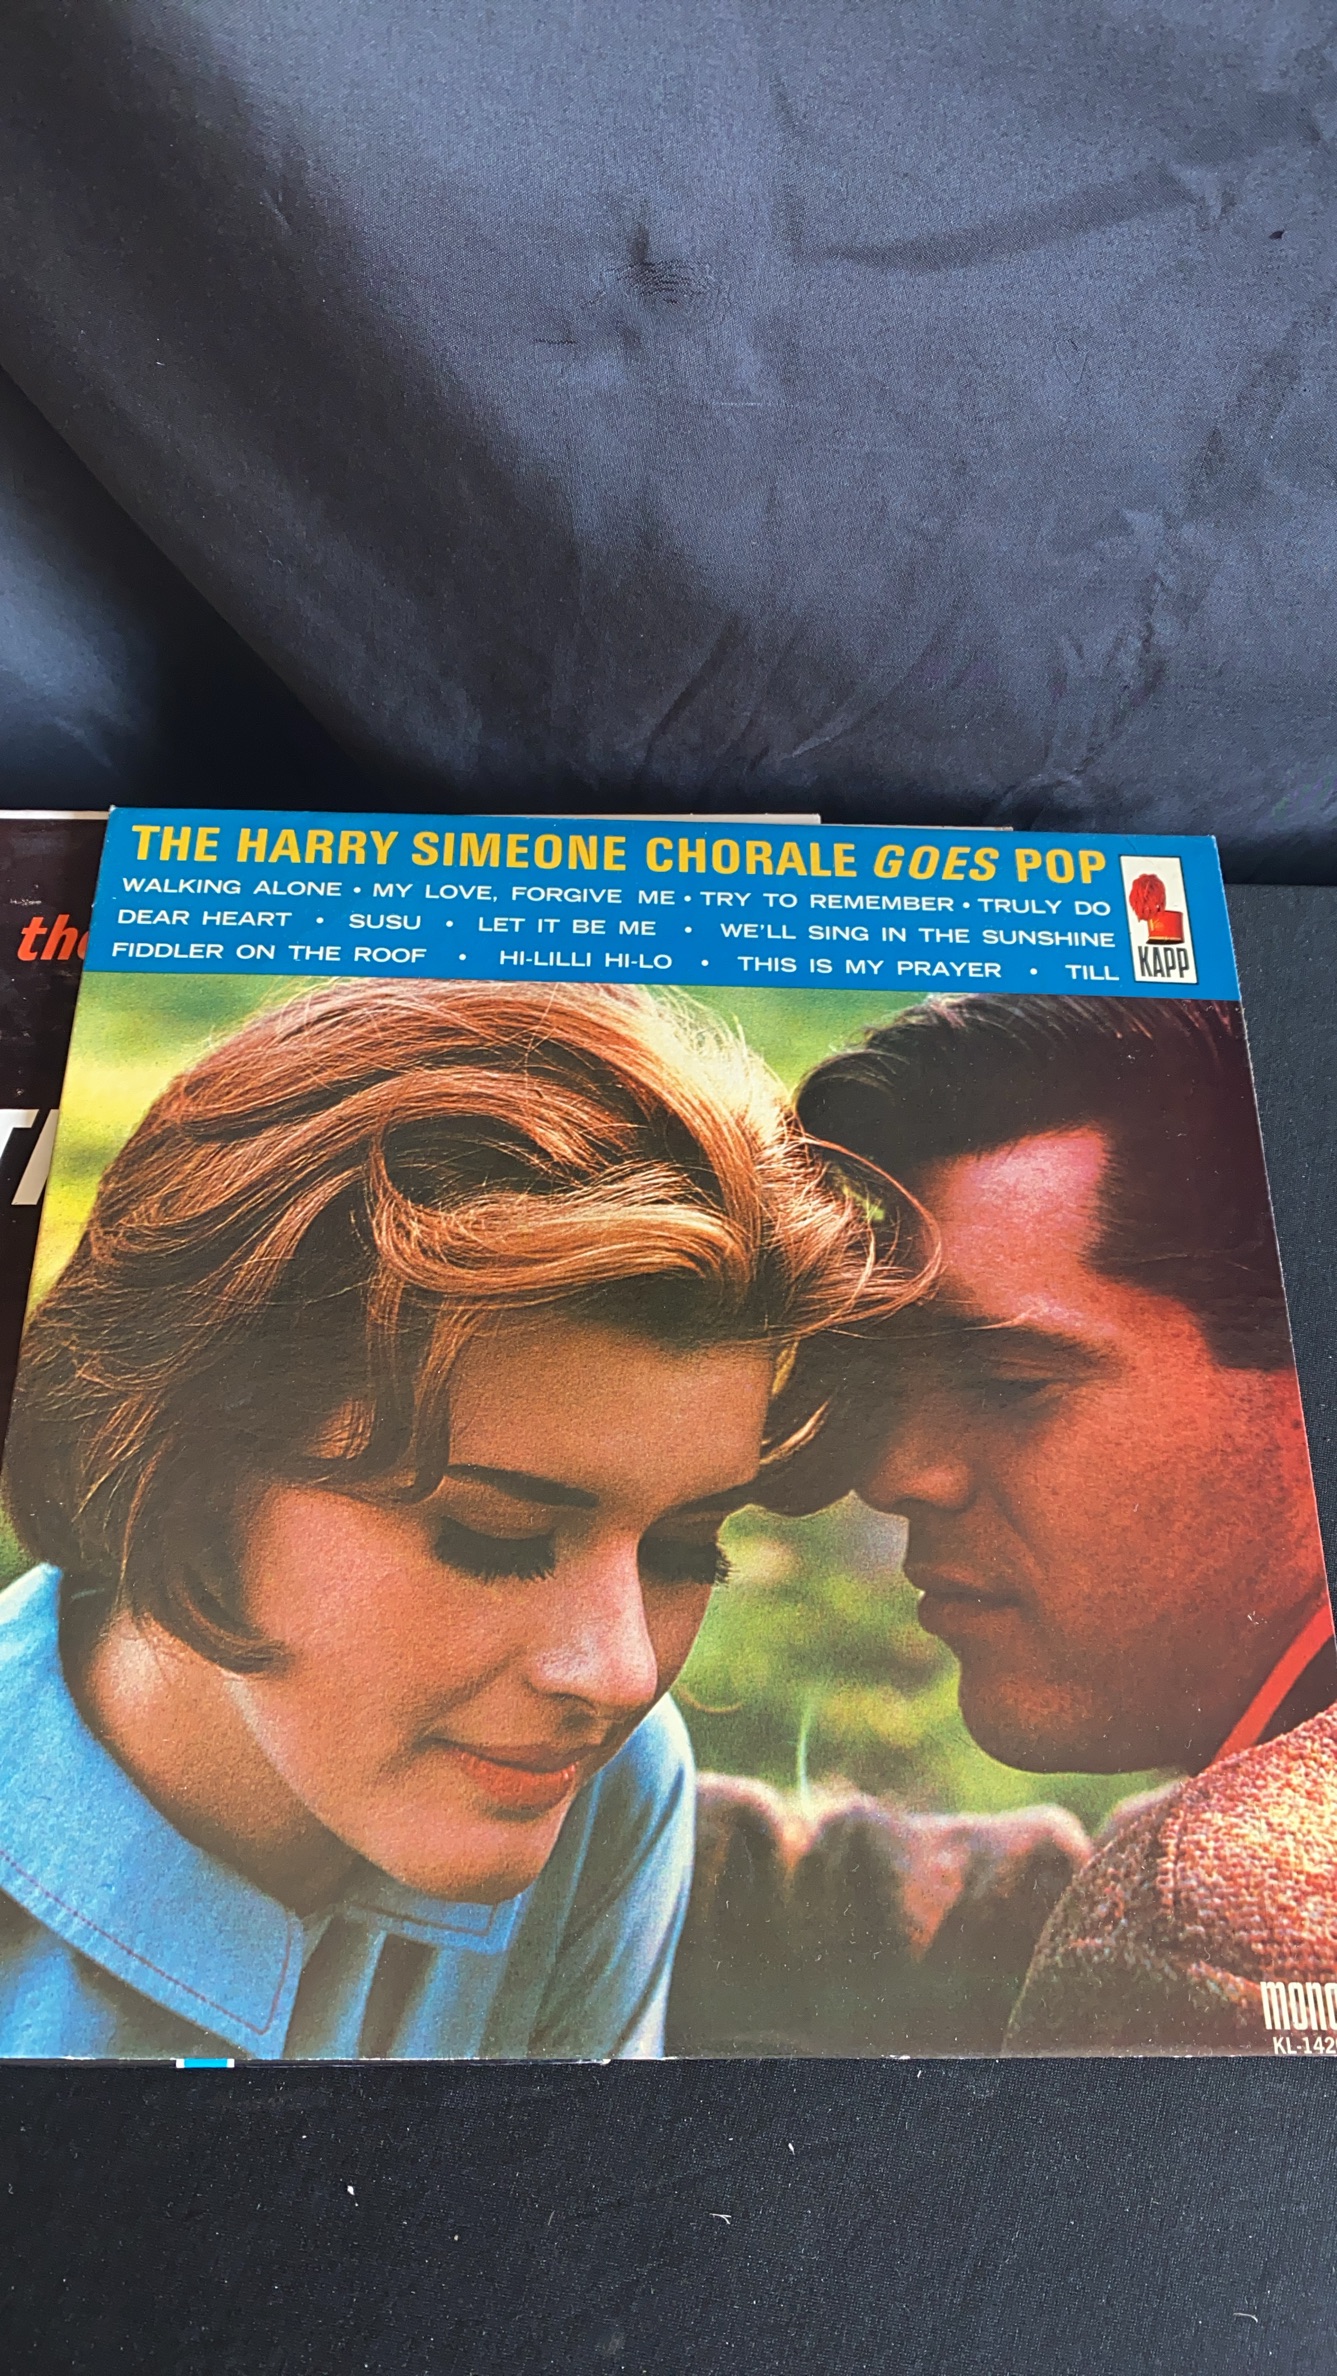 THE HARRY SIMEONE CHORALE GOES POP
WALKING ALONE • MY LOVE, FORGIVE ME • TRY TO REMEMBER • TRULY DO
DEAR HEART • SUSU • LET IT BE ME • WE'LL SING IN THE SUNSHINE
FIDDLER ON THE ROOF • HI-LILLI HI-LO • THIS IS MY PRAYER • TILL
KAPP
the